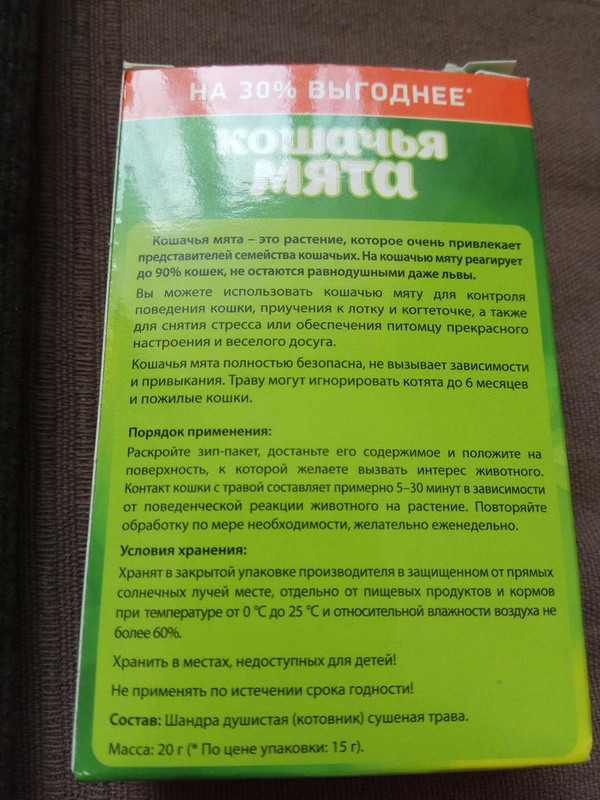 НА 30% ВЫГОДНЕЕ*
кошачья
мята
Кошачья мята – это растение, которое очень привлекает
представителей семейства кошачьих. На кошачью мяту реагирует
до 90% кошек, не остаются равнодушными даже львы.
Вы можете использовать кошачью мяту для контроля
поведения кошки, приучения к лотку и когтеточке, а также
для снятия стресса или обеспечения питомцу прекрасного
настроения и веселого досуга.
Кошачья мята полностью безопасна, не вызывает зависимости
и привыкания. Траву могут игнорировать котята до 6 месяцев
и пожилые кошки.
Порядок применения:
Раскройте зип-пакет, достаньте его содержимое и положите на
поверхность, к которой желаете вызвать интерес животного.
Контакт кошки с травой составляет примерно 5–30 минут в зависимости
от поведенческой реакции животного на растение. Повторяйте
обработку по мере необходимости, желательно еженедельно.
Условия хранения:
Хранят в закрытой упаковке производителя в защищенном от прямых
солнечных лучей месте, отдельно от пищевых продуктов и кормов
при температуре от 0 °С до 25 °С и относительной влажности воздуха не
более 60%.
Хранить в местах, недоступных для детей!
Не применять по истечении срока годности!
Состав: Шандра душистая (котовник) сушеная трава.
Масса: 20 г (* По цене упаковки: 15 г).